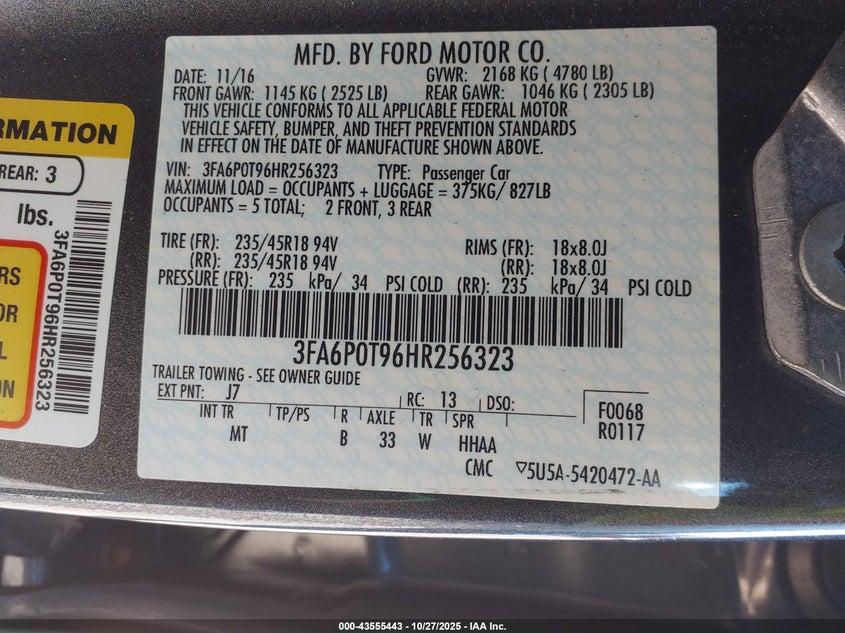 MFD. BY FORD MOTOR CO.
DATE: 11/16 GVWR: 2168 KG ( 4780 LB)
FRONT GAWR: 1145 KG ( 2525 LB) REAR GAWR: 1046 KG ( 2305 LB)
THIS VEHICLE CONFORMS TO ALL APPLICABLE FEDERAL MOTOR
VEHICLE SAFETY, BUMPER, AND THEFT PREVENTION STANDARDS
IN EFFECT ON THE DATE OF MANUFACTURE SHOWN ABOVE.
VIN: 3FA6P0T96HR256323 TYPE: Passenger Car
MAXIMUM LOAD = OCCUPANTS + LUGGAGE = 375KG/ 827LB
OCCUPANTS = 5 TOTAL; 2 FRONT, 3 REAR
TIRE (FR): 235/45R18 94V RIMS (FR): 18x8.0J
(RR): 235/45R18 94V (RR): 18x8.0J
PRESSURE (FR): 235 kPa/ 34 PSI COLD (RR): 235 kPa/ 34 PSI COLD
3FA6P0T96HR256323
TRAILER TOWING - SEE OWNER GUIDE
EXT PNT: J7 RC: 13 DSO:
INT TR TP/PS R AXLE TR SPR
MT B 33 W HHAA
F0068
R0117
CMC ▽5U5A-5420472-AA
RMATION
REAR: 3
lbs.
RS
OR
L
ON
3FA6P0T96HR256323
000-43555443 | 10/27/2025 - IAA Inc.